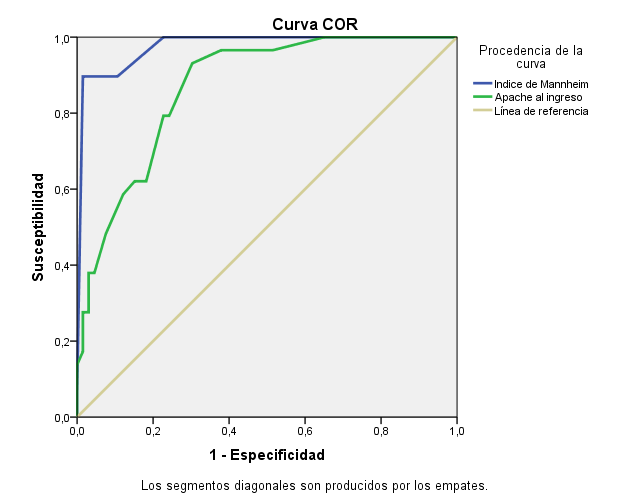 Curva COR
Procedencia de la
curva
Indice de Mannheim
Apache al ingreso
Línea de referencia
Susceptibilidad
1,0
0,8
0,6
0,4
0,2
0,0
0,0
0,2
0,4
0,6
0,8
1,0
1 - Especificidad
Los segmentos diagonales son producidos por los empates.